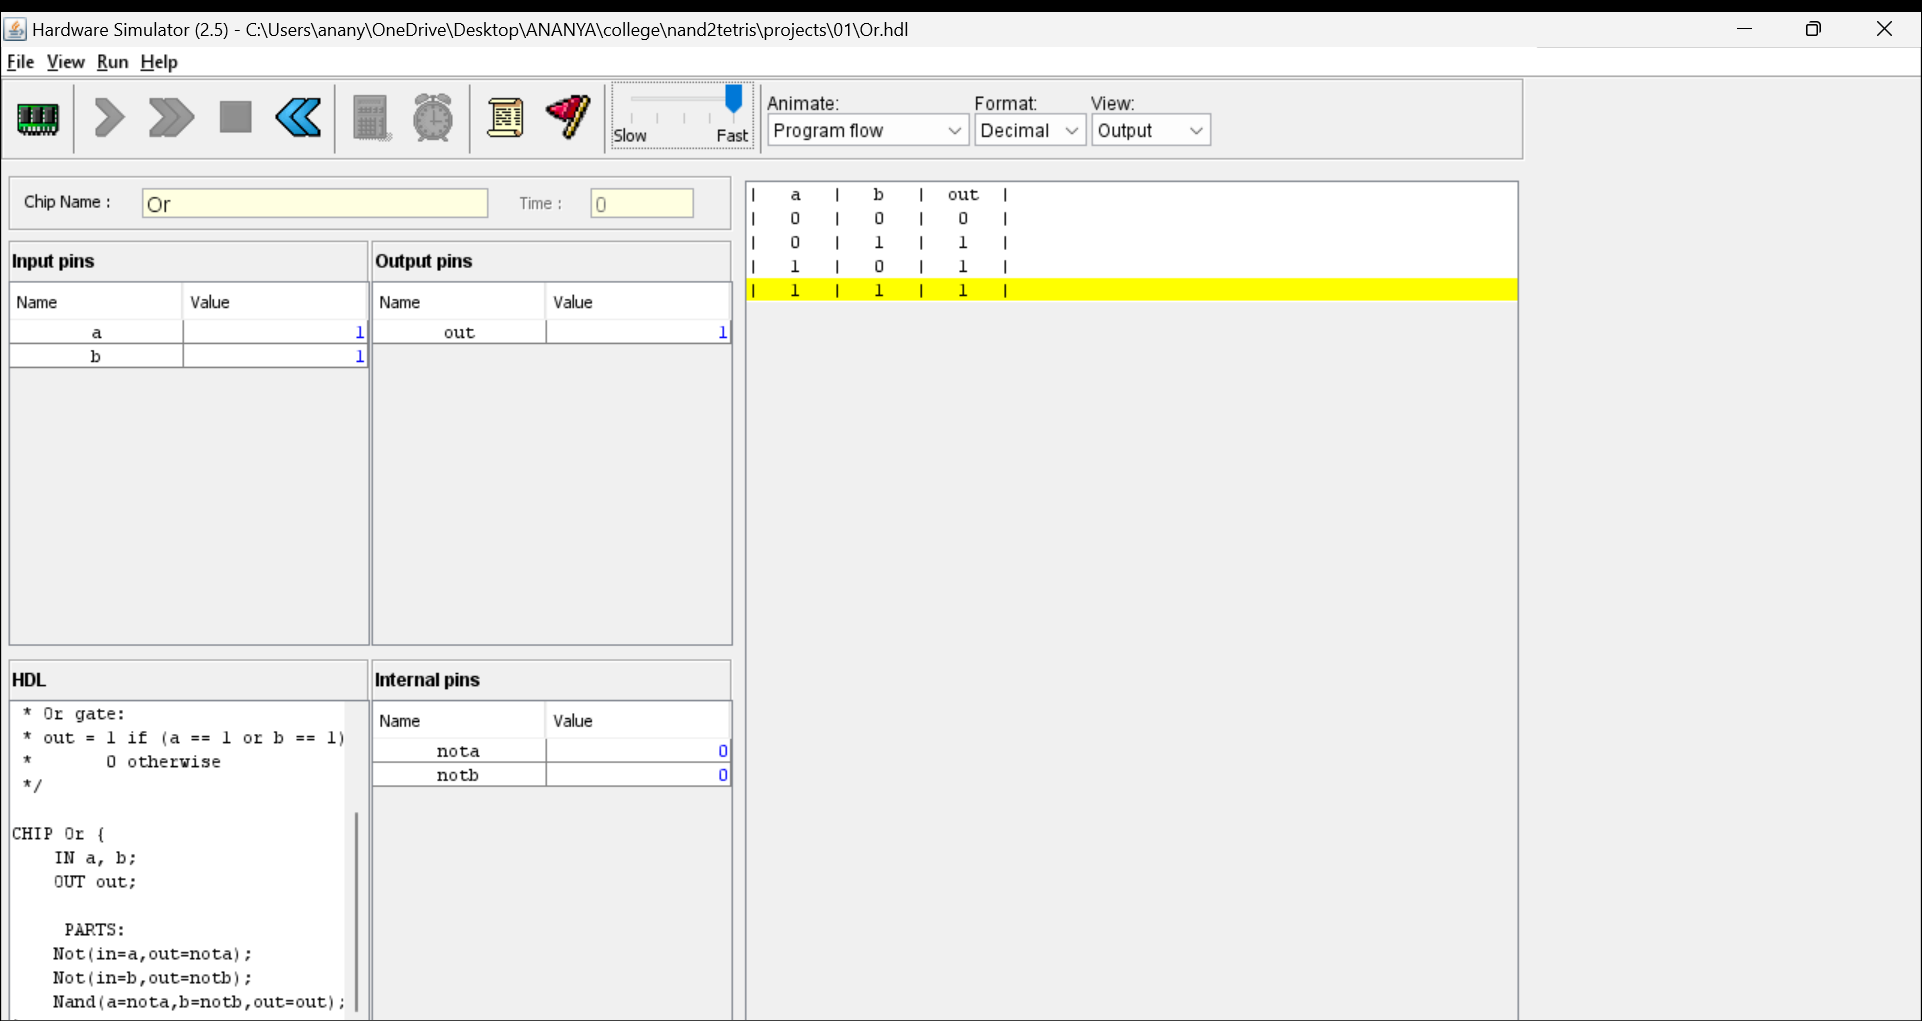 Hardware Simulator (2.5) - C:\Users\anany\OneDrive\Desktop\ANANYA\college\nand2tetris\projects\01\Or.hdl
File View Run Help
Slow Fast
Animate: Format: View:
Program flow Decimal Output
Chip Name : Or Time : 0
Input pins
Name Value
a 1
b 1
Output pins
Name Value
out 1
HDL
* Or gate:
* out = 1 if (a == 1 or b == 1)
* 0 otherwise
*/
CHIP Or {
IN a, b;
OUT out;
PARTS:
Not(in=a,out=nota);
Not(in=b,out=notb);
Nand(a=nota,b=notb,out=out);
Internal pins
Name Value
nota 0
notb 0
| a | b | out |
| 0 | 0 | 0 |
| 0 | 1 | 1 |
| 1 | 0 | 1 |
| 1 | 1 | 1 |